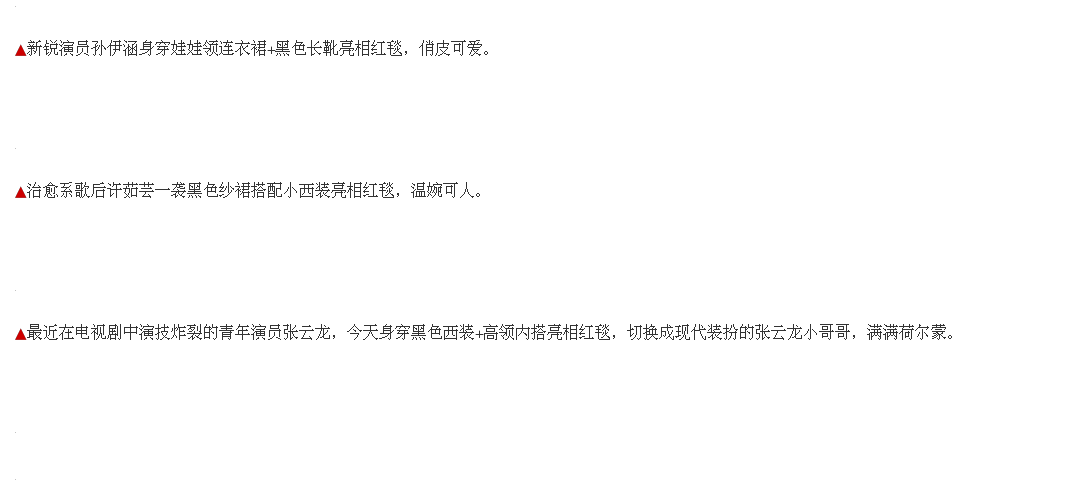 ▲新锐演员孙伊涵身穿娃娃领连衣裙+黑色长靴亮相红毯，俏皮可爱。
▲治愈系歌后许茹芸一袭黑色纱裙搭配小西装亮相红毯，温婉可人。
▲最近在电视剧中演技炸裂的青年演员张云龙，今天身穿黑色西装+高领内搭亮相红毯，切换成现代装扮的张云龙小哥哥，满满荷尔蒙。